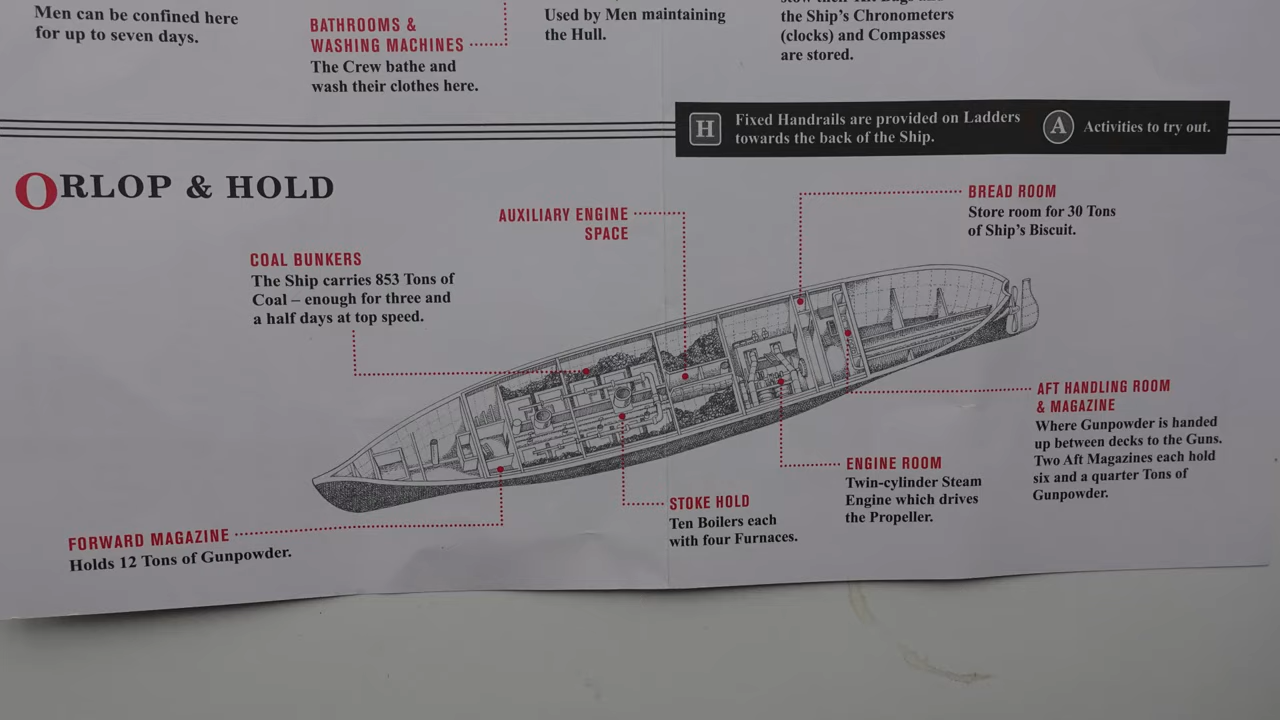 Men can be confined here
for up to seven days.
BATHROOMS &
WASHING MACHINES
The Crew bathe and
wash their clothes here.
Used by Men maintaining
the Hull.
the Ship's Chronometers
(clocks) and Compasses
are stored.
H
Fixed Handrails are provided on Ladders
towards the back of the Ship.
A
Activities to try out.
ORLOP & HOLD
COAL BUNKERS
The Ship carries 853 Tons of
Coal – enough for three and
a half days at top speed.
AUXILIARY ENGINE
SPACE
BREAD ROOM
Store room for 30 Tons
of Ship's Biscuit.
AFT HANDLING ROOM
& MAGAZINE
Where Gunpowder is handed
up between decks to the Guns.
Two Aft Magazines each hold
six and a quarter Tons of
Gunpowder.
ENGINE ROOM
Twin-cylinder Steam
Engine which drives
the Propeller.
STOKE HOLD
Ten Boilers each
with four Furnaces.
FORWARD MAGAZINE
Holds 12 Tons of Gunpowder.